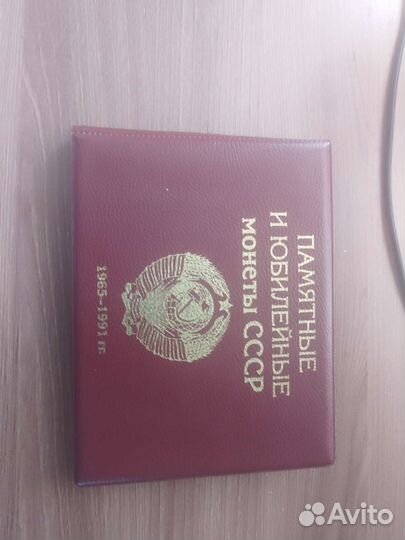 ПАМЯТНЫЕ
И ЮБИЛЕЙНЫЕ
монеты СССР
1965-1991 гг.
Avito